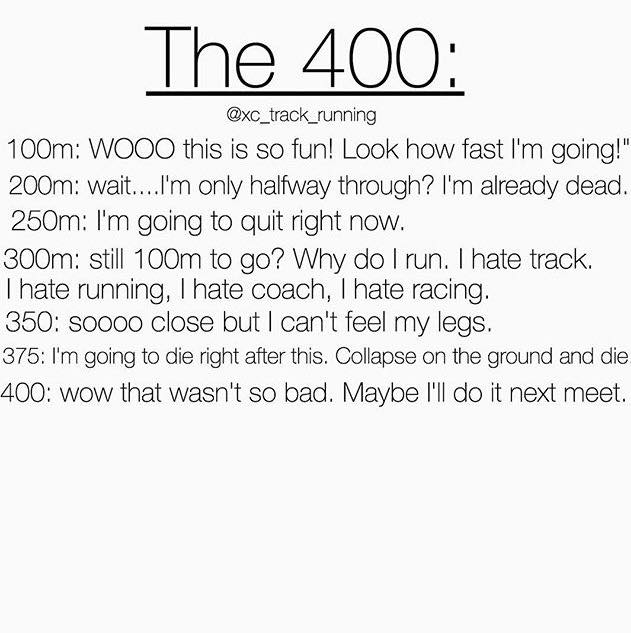 The 400:
@xc_track_running
100m: WOOO this is so fun! Look how fast I'm going!"
200m: wait....I'm only halfway through? I'm already dead.
250m: I'm going to quit right now.
300m: still 100m to go? Why do I run. I hate track.
I hate running, I hate coach, I hate racing.
350: soooo close but I can't feel my legs.
375: I'm going to die right after this. Collapse on the ground and die.
400: wow that wasn't so bad. Maybe I'll do it next meet.